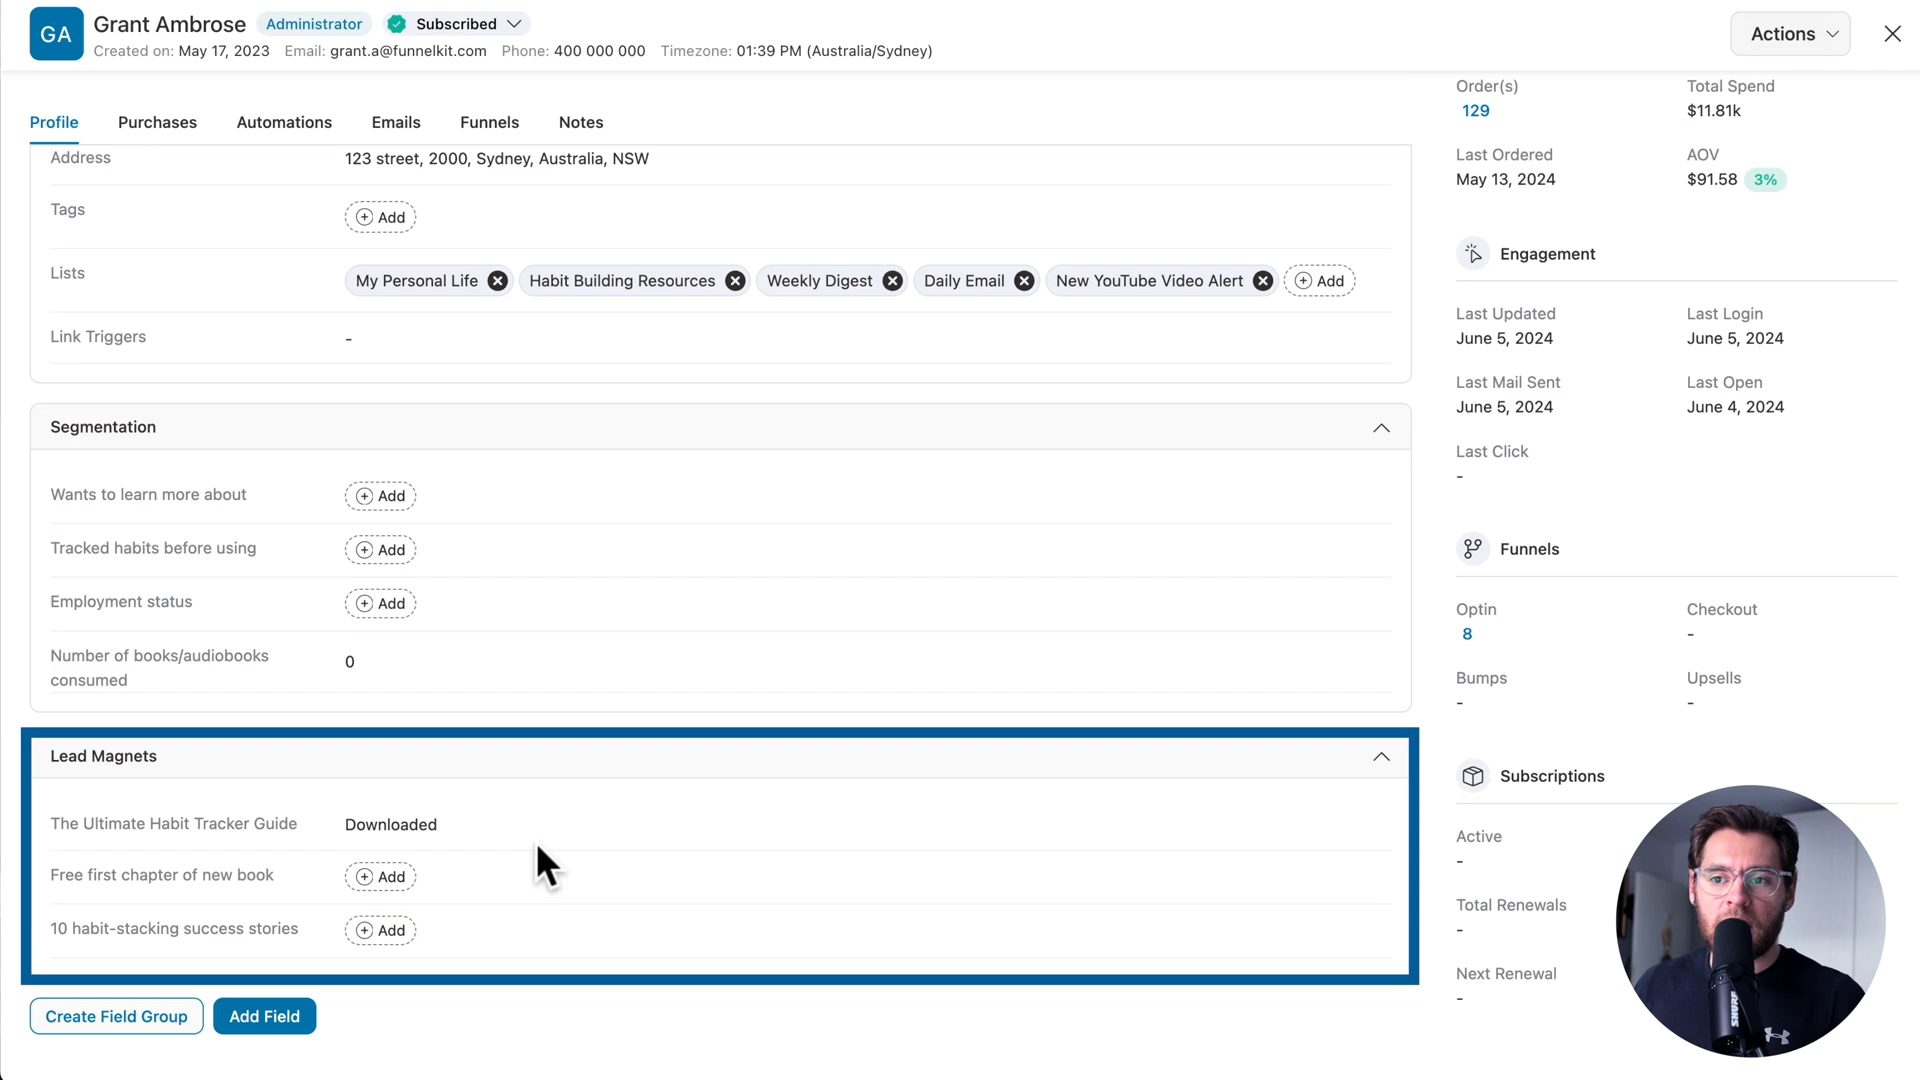 GA
Grant Ambrose Administrator Subscribed
Created on: May 17, 2023 Email: grant.a@funnelkit.com Phone: 400 000 000 Timezone: 01:39 PM (Australia/Sydney)
Actions
Profile Purchases Automations Emails Funnels Notes
Address 123 street, 2000, Sydney, Australia, NSW
Tags Add
Lists My Personal Life Habit Building Resources Weekly Digest Daily Email New YouTube Video Alert Add
Link Triggers -
Segmentation
Wants to learn more about Add
Tracked habits before using Add
Employment status Add
Number of books/audiobooks consumed 0
Lead Magnets
The Ultimate Habit Tracker Guide Downloaded
Free first chapter of new book Add
10 habit-stacking success stories Add
Create Field Group Add Field
Order(s) Total Spend
129 $11.81k
Last Ordered AOV
May 13, 2024 $91.58 3%
Engagement
Last Updated Last Login
June 5, 2024 June 5, 2024
Last Mail Sent Last Open
June 5, 2024 June 4, 2024
Last Click
-
Funnels
Optin Checkout
8 -
Bumps Upsells
- -
Subscriptions
Active
-
Total Renewals
-
Next Renewal
-
SHURE